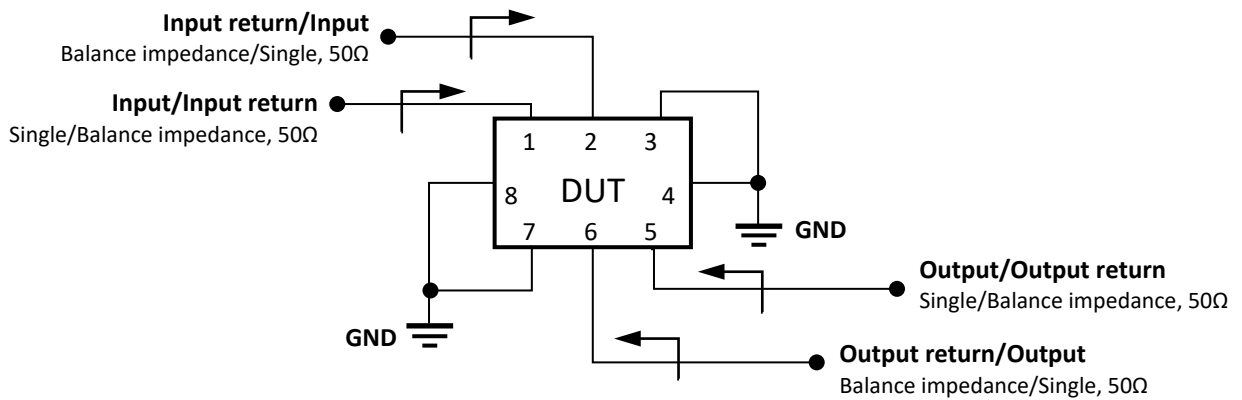 Input return/Input
Balance impedance/Single, 50Ω
Input/Input return
Single/Balance impedance, 50Ω
1 2 3
8 DUT 4
7 6 5
GND
Output/Output return
Single/Balance impedance, 50Ω
GND
Output return/Output
Balance impedance/Single, 50Ω